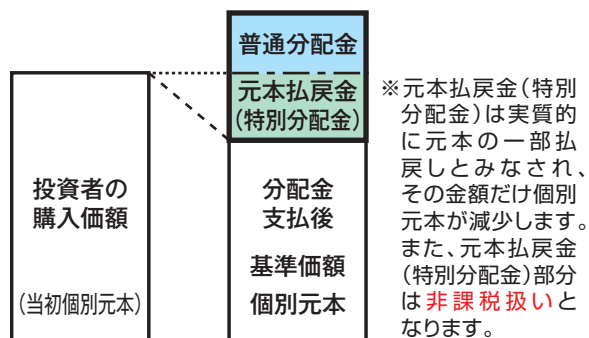 普通分配金
元本払戻金
(特別分配金)
投資者の
購入価額
(当初個別元本)
分配金
支払後
基準価額
個別元本
※元本払戻金(特別
分配金)は実質的
に元本の一部払
戻しとみなされ、
その金額だけ個別
元本が減少します。
また、元本払戻金
(特別分配金)部分
は非課税扱いと
なります。